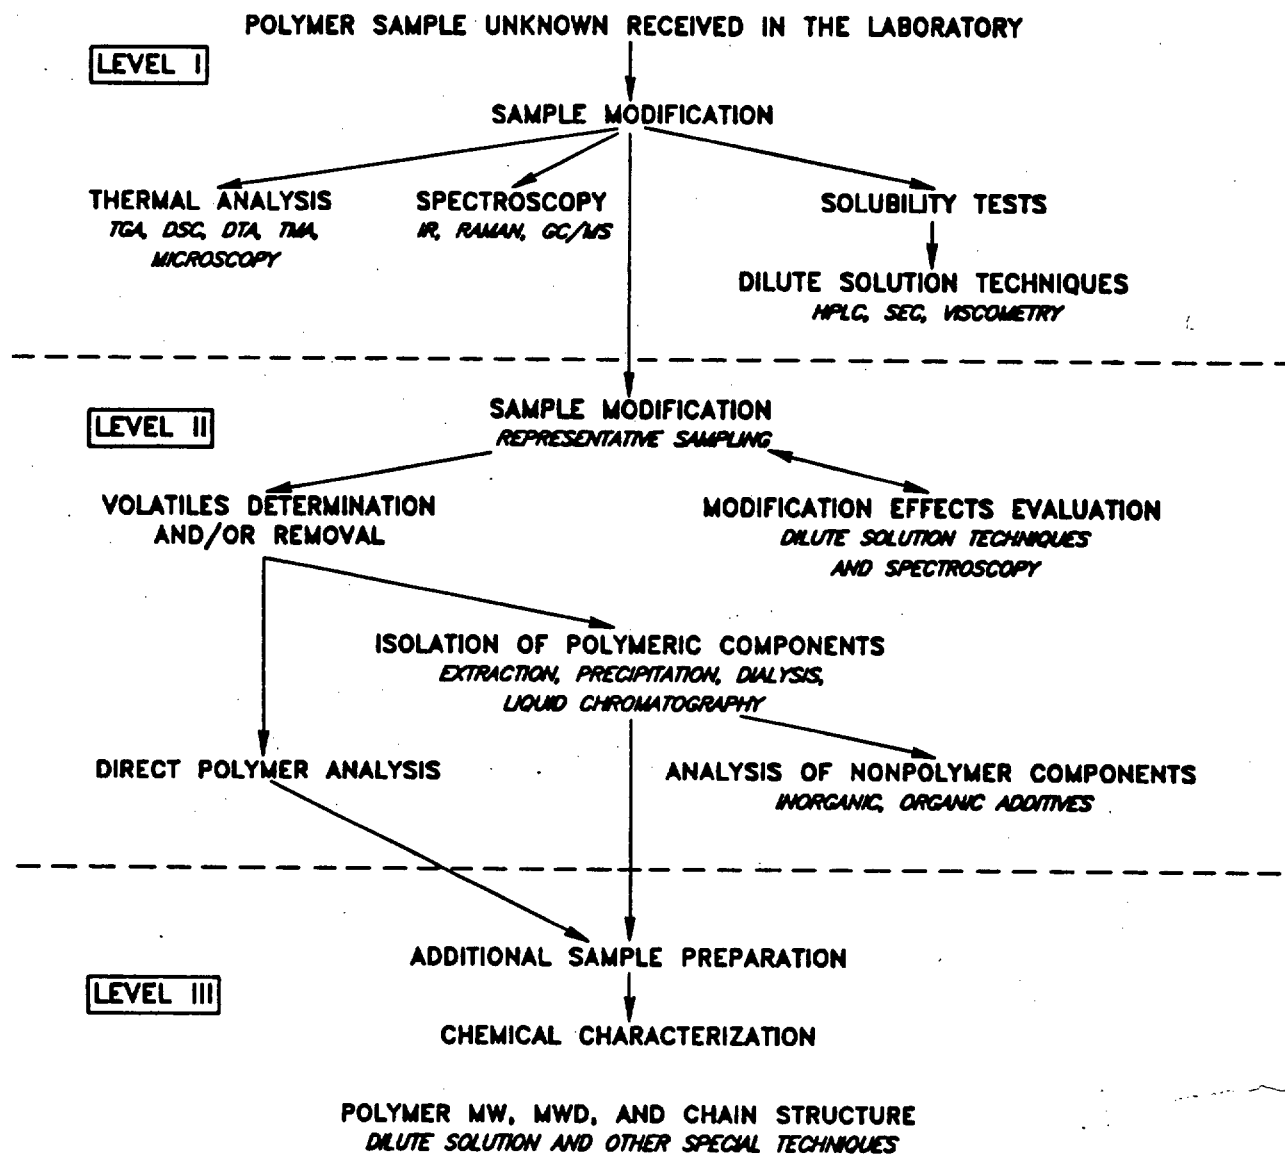 POLYMER SAMPLE UNKNOWN RECEIVED IN THE LABORATORY
LEVEL I
SAMPLE MODIFICATION
THERMAL ANALYSIS
TGA, DSC, DTA, TMA,
MICROSCOPY
SPECTROSCOPY
IR, RAMAN, GC/MS
SOLUBILITY TESTS
DILUTE SOLUTION TECHNIQUES
HPLC, SEC, VISCOMETRY
LEVEL II
SAMPLE MODIFICATION
REPRESENTATIVE SAMPLING
VOLATILES DETERMINATION
AND/OR REMOVAL
MODIFICATION EFFECTS EVALUATION
DILUTE SOLUTION TECHNIQUES
AND SPECTROSCOPY
ISOLATION OF POLYMERIC COMPONENTS
EXTRACTION, PRECIPITATION, DIALYSIS,
LIQUID CHROMATOGRAPHY
DIRECT POLYMER ANALYSIS
ANALYSIS OF NONPOLYMER COMPONENTS
INORGANIC, ORGANIC ADDITIVES
ADDITIONAL SAMPLE PREPARATION
LEVEL III
CHEMICAL CHARACTERIZATION
POLYMER MW, MWD, AND CHAIN STRUCTURE
DILUTE SOLUTION AND OTHER SPECIAL TECHNIQUES